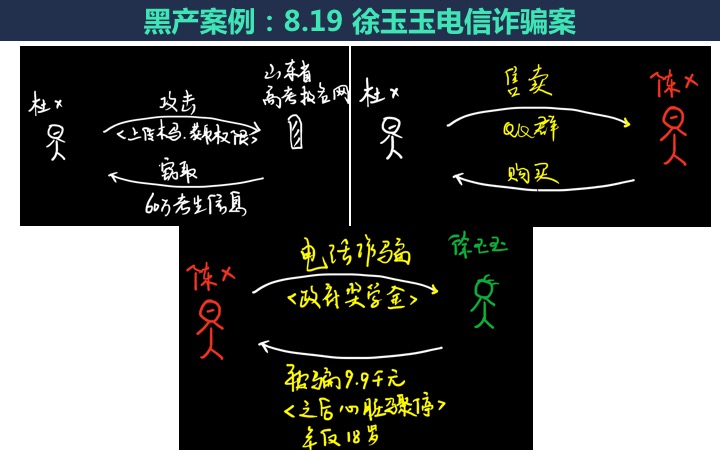 黑产案例：8.19 徐玉玉电信诈骗案
杜×
攻击
<上传木马、获取权限>
山东省
高考报名网
窃取
60万考生信息
杜×
售卖
QQ群
购买
陈×
陈×
电话诈骗
<政府奖学金>
徐玉玉
被骗9.9千元
<之后心脏骤停>
年仅18岁